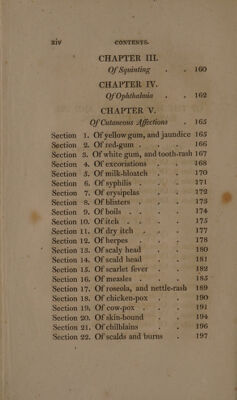 xiv CONTENTS.
CHAPTER III.
Of Squinting . . 160
CHAPTER IV.
Of Ophthalmia . . 162
CHAPTER V.
Of Cutaneous Affections . 165
Section 1. Of yellow gum, and jaundice 165
Section 2. Of red-gum . . . 166
Section 3. Of white gum, and tooth-rash 167
Section 4. Of excoriations . . 168
Section 5. Of milk-bloatch . . 170
Section 6. Of syphilis . . . 171
Section 7. Of erysipelas . . 172
Section 8. Of blisters . . . 173
Section 9. Of boils . . . . 174
Section 10. Of itch . . . . 175
Section 11. Of dry itch . . . 177
Section 12. Of herpes . . . 178
Section 13. Of scaly head . . 180
Section 14. Of scald head . . 181
Section 15. Of scarlet fever . . 182
Section 16. Of measles . . . 185
Section 17. Of roseola, and nettle-rash 189
Section 18. Of chicken-pox . . 190
Section 19. Of cow-pox . . . 191
Section 20. Of skin-bound . . 194
Section 21. Of chilblains . . 196
Section 22. Of scalds and burns . 197